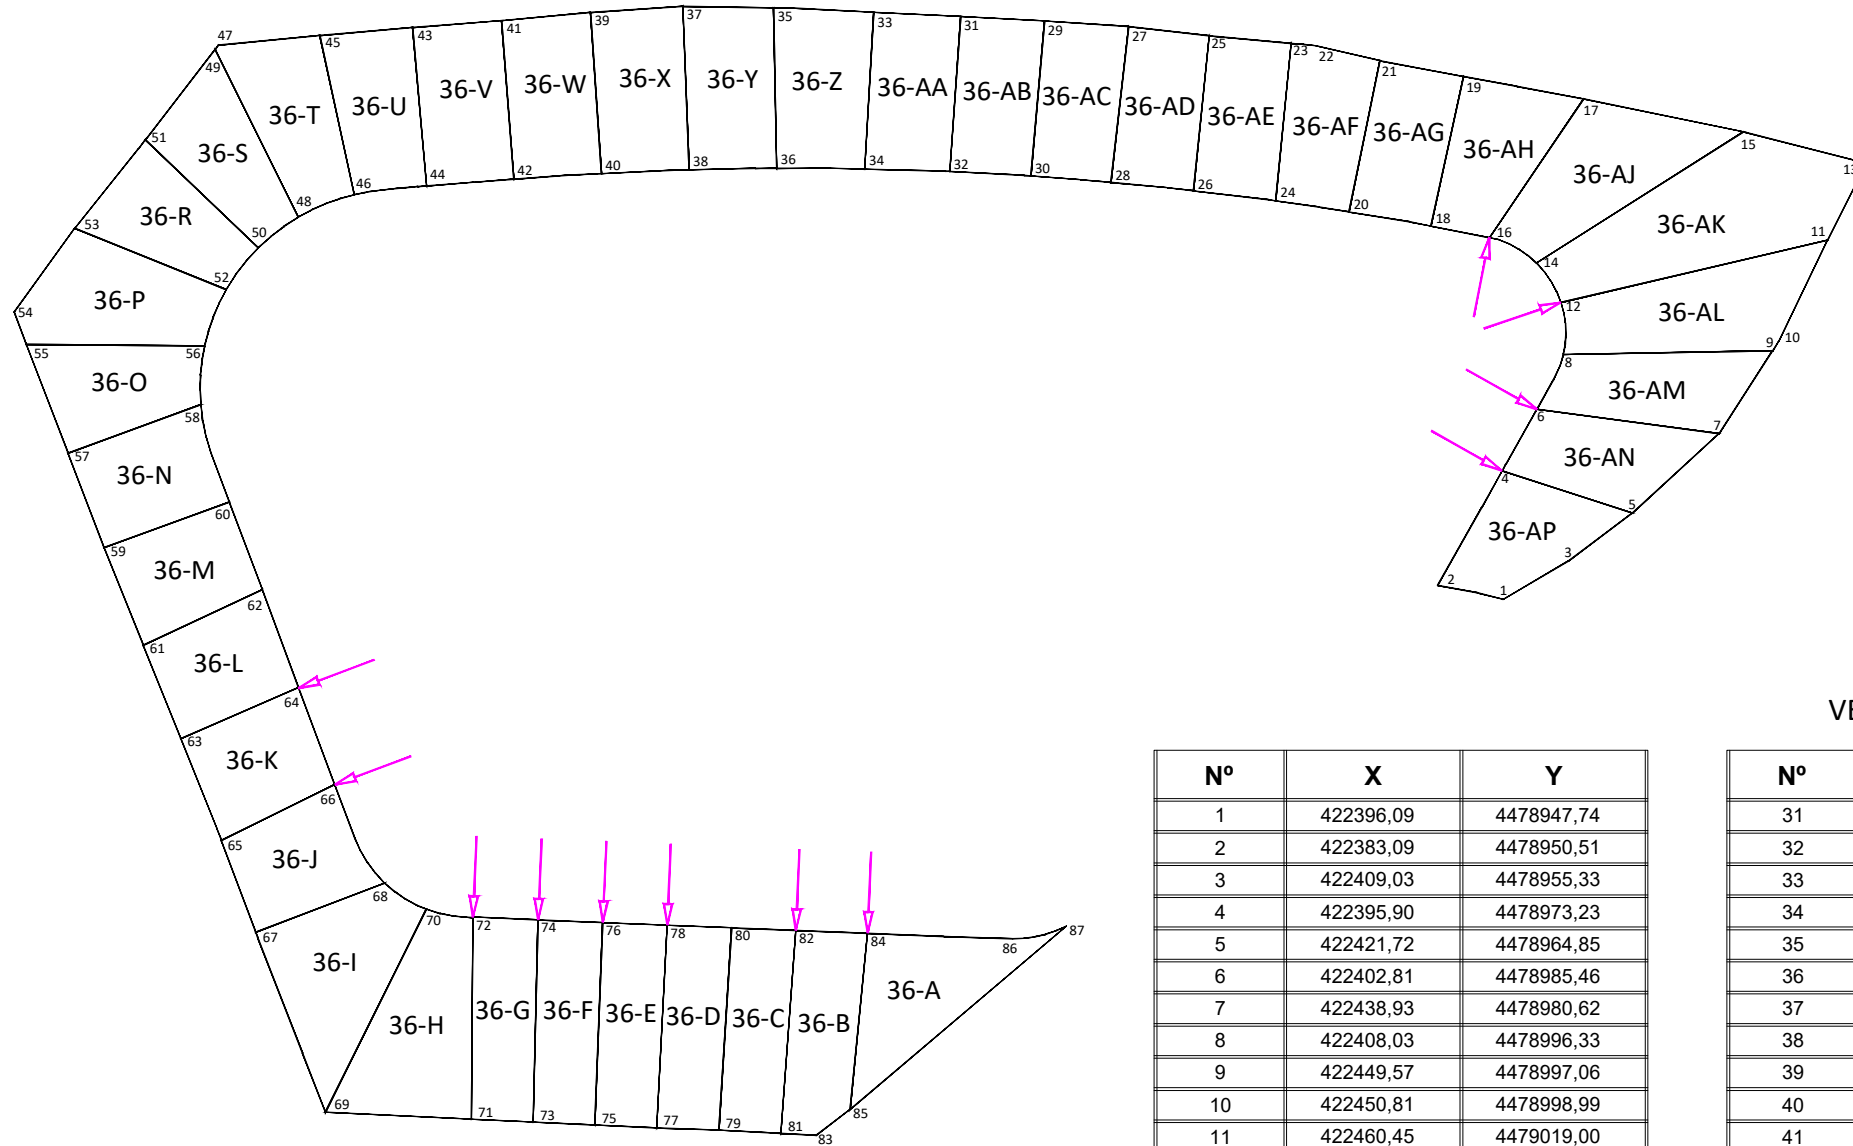 47 45 43 41 39 37 35 33 31 29 27 25 23 22 21 19 17 15 13
49
36-T 36-U 36-V 36-W 36-X 36-Y 36-Z 36-AA 36-AB 36-AC 36-AD 36-AE 36-AF 36-AG 36-AH 36-AJ
51 36-S
48 46 44 42 40 38 36 34 32 30 28 26 24 20 18 16 14
53 36-R 50 52
36-AK 11
54 36-P
12 36-AL
55 56
8 9 10
36-O
36-AM
57 58
6 7
36-N
36-AN
59 60
4 5
36-M
36-AP
61 62
2 1 3
36-L
63 64
36-K
65 66
36-J
67 68
36-I
69 70
36-H
72 74 76 78 80 82 84 86 87
36-G 36-F 36-E 36-D 36-C 36-B 36-A
71 73 75 77 79 81 83 85
VE
Nº X Y
1 422396,09 4478947,74
2 422383,09 4478950,51
3 422409,03 4478955,33
4 422395,90 4478973,23
5 422421,72 4478964,85
6 422402,81 4478985,46
7 422438,93 4478980,62
8 422408,03 4478996,33
9 422449,57 4478997,06
10 422450,81 4478998,99
11 422460,45 4479019,00
Nº
31
32
33
34
35
36
37
38
39
40
41